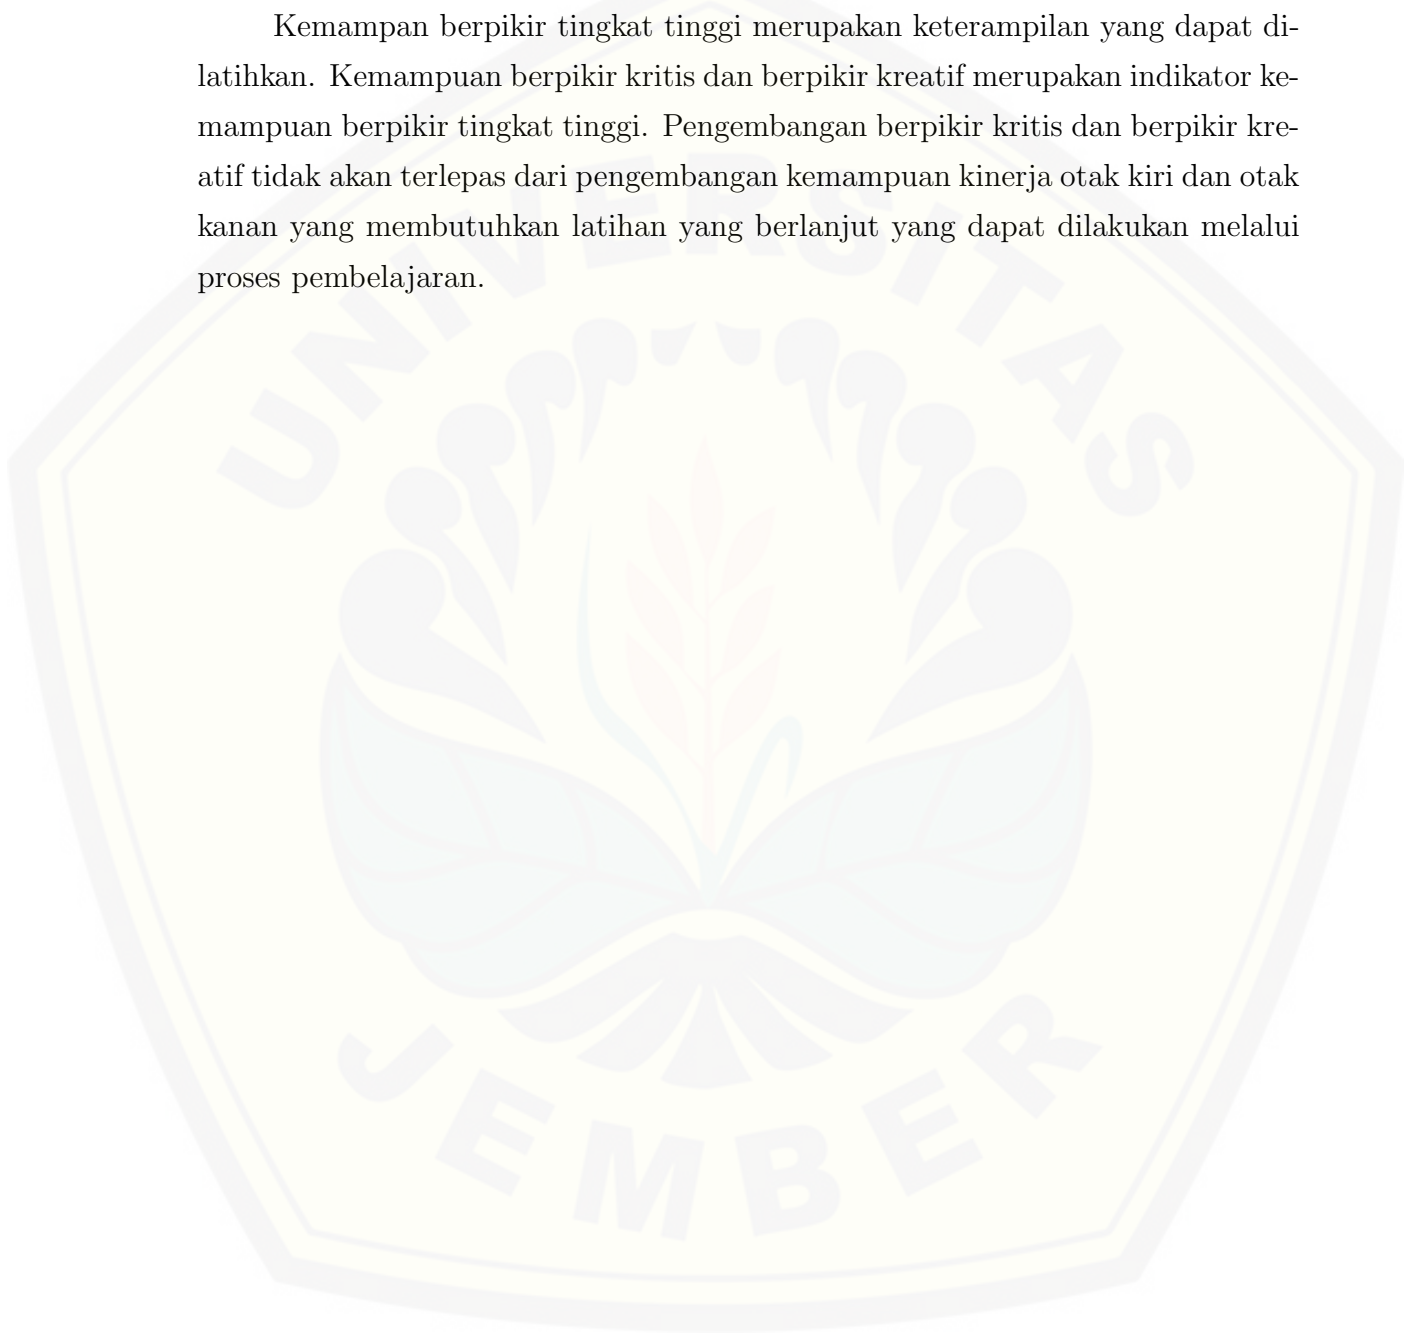 Kemampan berpikir tingkat tinggi merupakan keterampilan yang dapat di-
latihkan. Kemampuan berpikir kritis dan berpikir kreatif merupakan indikator ke-
mampuan berpikir tingkat tinggi. Pengembangan berpikir kritis dan berpikir kre-
atif tidak akan terlepas dari pengembangan kemampuan kinerja otak kiri dan otak
kanan yang membutuhkan latihan yang berlanjut yang dapat dilakukan melalui
proses pembelajaran.
UNIVERSITAS
JEMBER